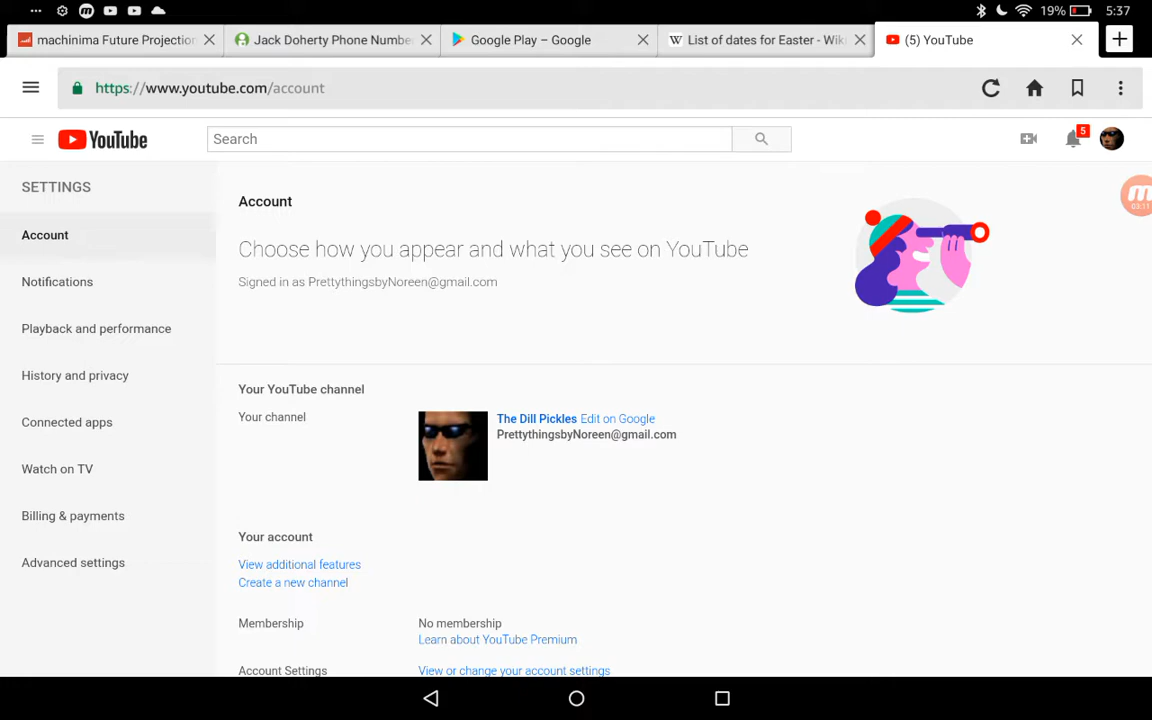 19% 5:37
machinima Future Projection Jack Doherty Phone Numbe Google Play – Google List of dates for Easter - Wiki (5) YouTube
https://www.youtube.com/account
YouTube Search 5
03:11
SETTINGS
Account
Notifications
Playback and performance
History and privacy
Connected apps
Watch on TV
Billing & payments
Advanced settings
Account
Choose how you appear and what you see on YouTube
Signed in as PrettythingsbyNoreen@gmail.com
Your YouTube channel
Your channel
The Dill Pickles Edit on Google
PrettythingsbyNoreen@gmail.com
Your account
View additional features
Create a new channel
Membership No membership
Learn about YouTube Premium
Account Settings View or change your account settings